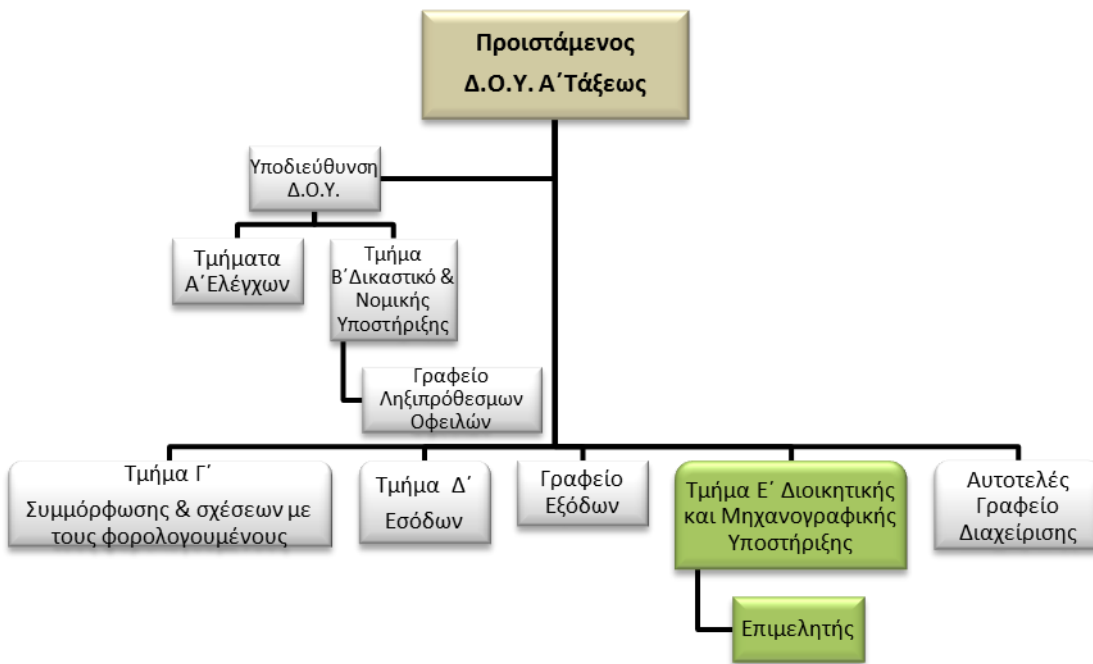 Προιστάμενος
Δ.Ο.Υ. Α΄Τάξεως
Υποδιεύθυνση
Δ.Ο.Υ.
Τμήματα
Α΄Ελέγχων
Τμήμα
Β΄Δικαστικό &
Νομικής
Υποστήριξης
Γραφείο
Ληξιπρόθεσμων
Οφειλών
Τμήμα Γ΄
Συμμόρφωσης & σχέσεων με
τους φορολογουμένους
Τμήμα Δ΄
Εσόδων
Γραφείο
Εξόδων
Τμήμα Ε΄ Διοικητικής
και Μηχανογραφικής
Υποστήριξης
Αυτοτελές
Γραφείο
Διαχείρισης
Επιμελητής